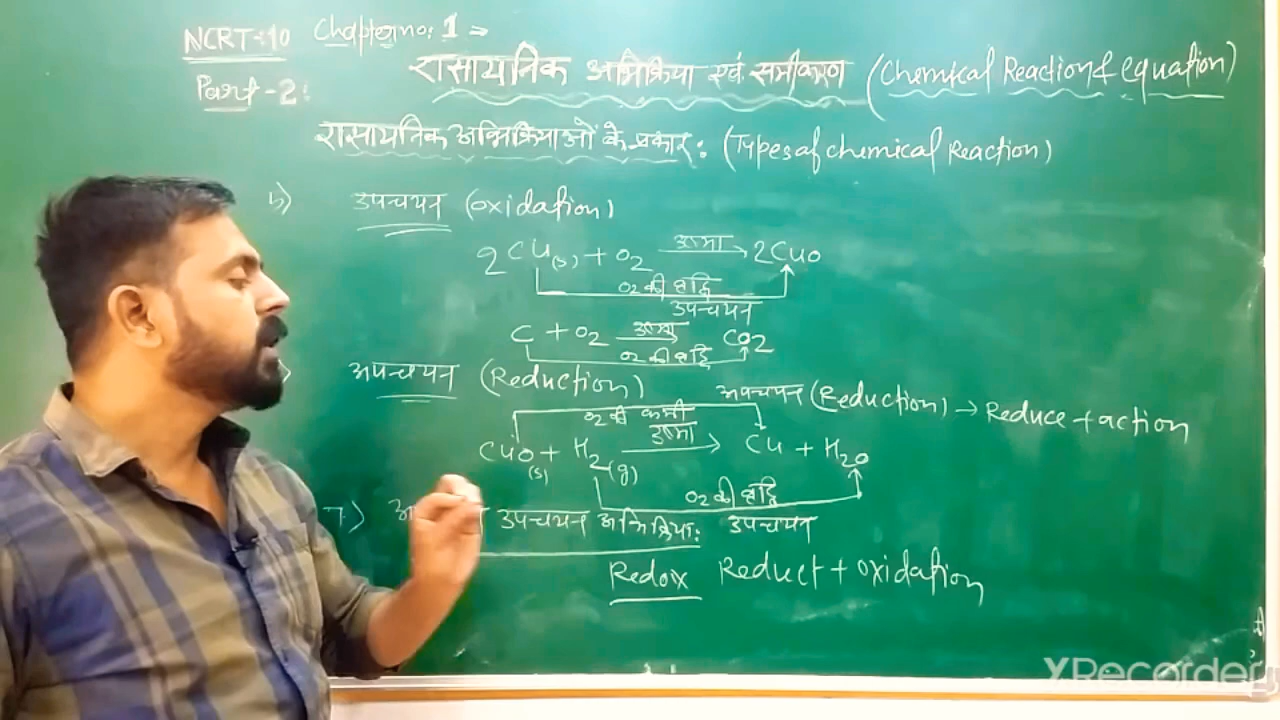 NCRT-10 Chapter no: 1 =
रासायनिक अभिक्रिया एवं समीकरण (Chemical Reaction & equation)
Part-2:
रासायनिक अभिक्रियाओं के प्रकार: (Types of chemical Reaction)
5) उपचयन (Oxidation)
2Cu(s) + O2 ऊष्मा → 2CuO
O2 की वृद्धि
उपचयन
C + O2 ऊष्मा → CO2
O2 की वृद्धि
) अपचयन (Reduction)
अपचयन (Reduction) → Reduce + action
O2 की कमी
CuO(s) + H2(g) ऊष्मा → Cu + H2O
O2 की वृद्धि
7.) उपचयन अभिक्रिया: उपचयन
Redox Reduct + Oxidation
XRecorder